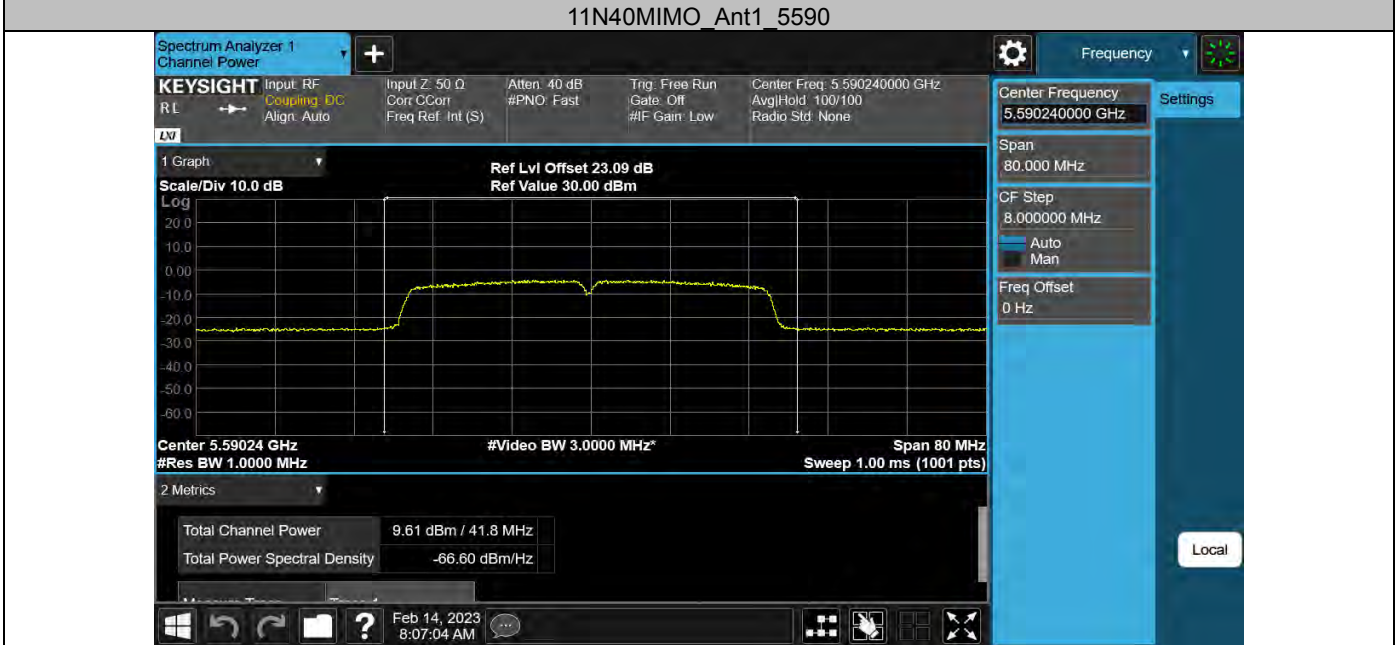 11N40MIMO_Ant1_5590
Spectrum Analyzer 1
Channel Power
Frequency
KEYSIGHT
RL
LXI
Input: RF
Coupling: DC
Align: Auto
Input Z: 50 Ω
Corr CCorr
Freq Ref: Int (S)
Atten: 40 dB
#PNO: Fast
Trig: Free Run
Gate: Off
#IF Gain: Low
Center Freq: 5.590240000 GHz
Avg|Hold: 100/100
Radio Std: None
Center Frequency
5.590240000 GHz
Settings
Span
80.000 MHz
CF Step
8.000000 MHz
Auto
Man
Freq Offset
0 Hz
Local
1 Graph
Scale/Div 10.0 dB
Ref Lvl Offset 23.09 dB
Ref Value 30.00 dBm
Log
20.0
10.0
0.00
-10.0
-20.0
-30.0
-40.0
-50.0
-60.0
Center 5.59024 GHz
#Video BW 3.0000 MHz*
Span 80 MHz
#Res BW 1.0000 MHz
Sweep 1.00 ms (1001 pts)
2 Metrics
Total Channel Power 9.61 dBm / 41.8 MHz
Total Power Spectral Density -66.60 dBm/Hz
Feb 14, 2023
8:07:04 AM